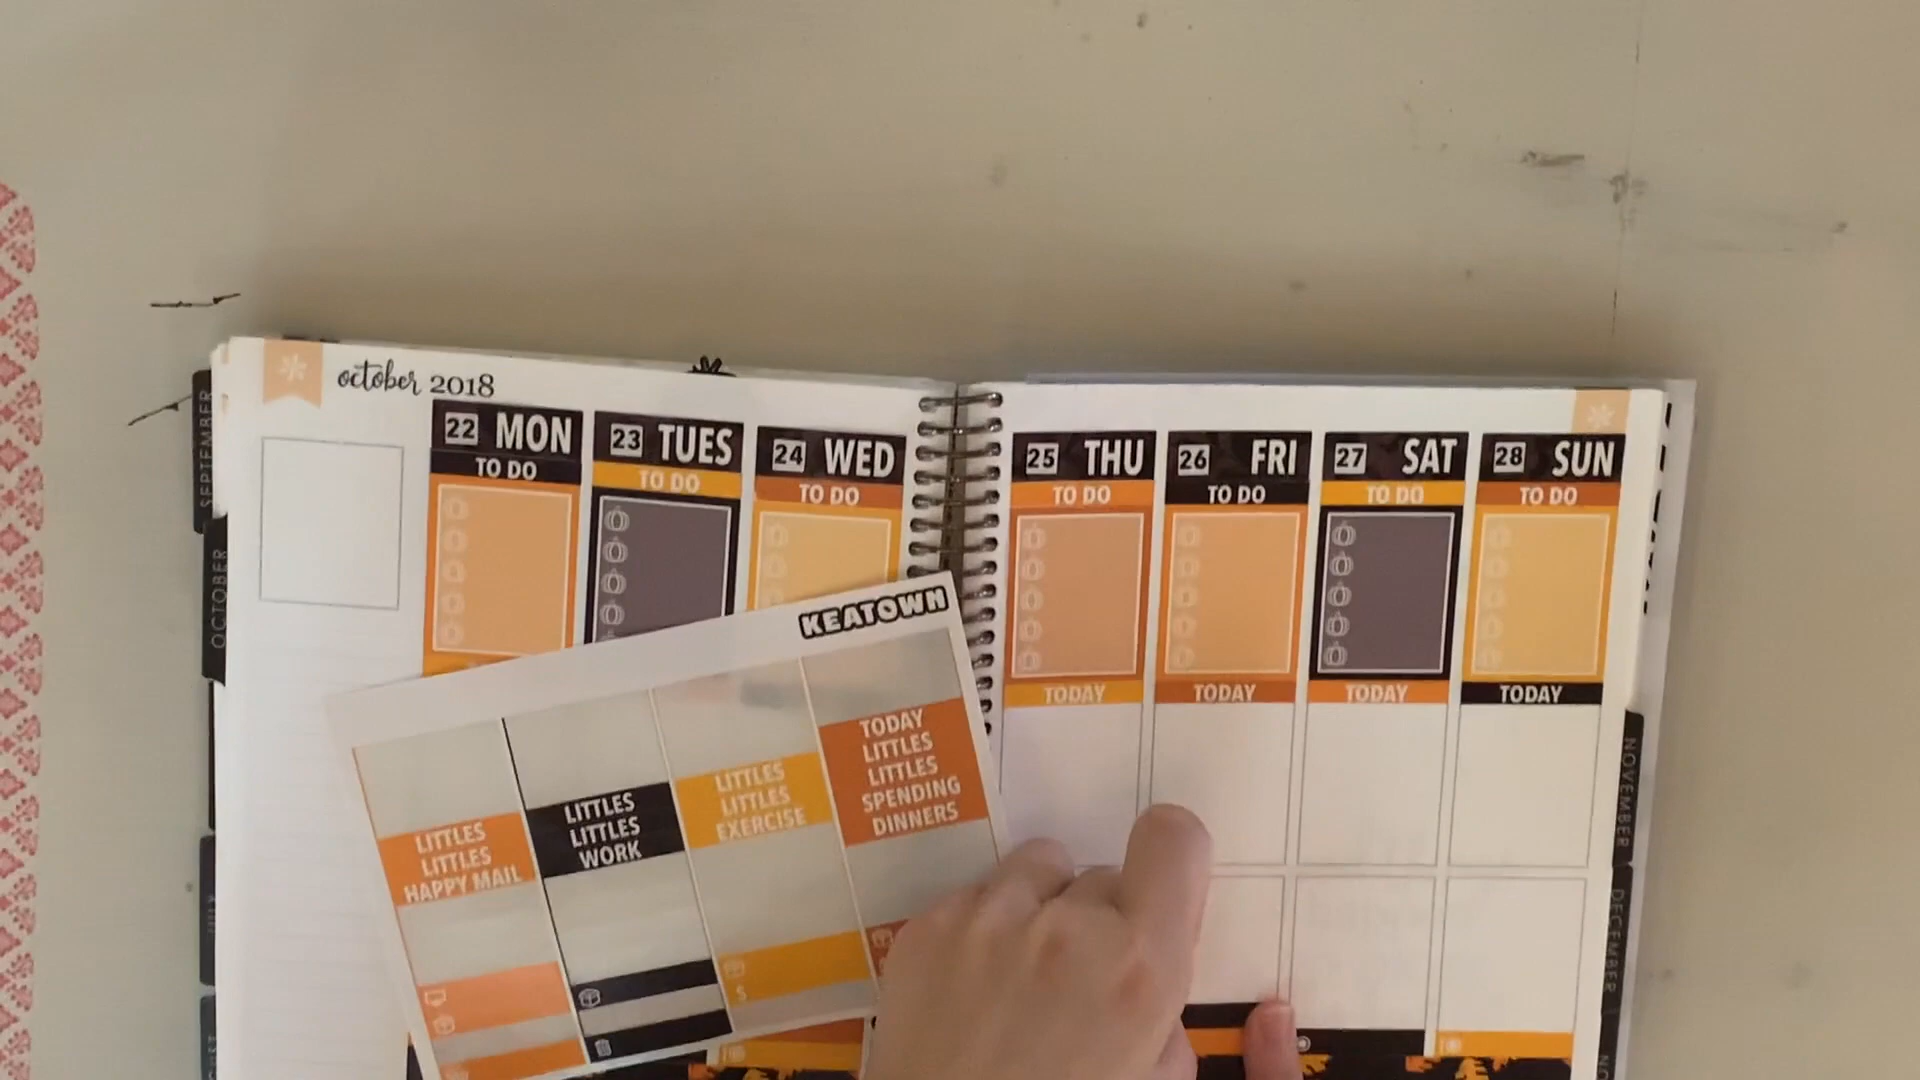 october 2018
22 MON
23 TUES
24 WED
25 THU
26 FRI
27 SAT
28 SUN
TO DO
TO DO
TO DO
TO DO
TO DO
TO DO
TO DO
TODAY
TODAY
TODAY
TODAY
KEATOWN
LITTLES
LITTLES
HAPPY MAIL
LITTLES
LITTLES
WORK
LITTLES
LITTLES
EXERCISE
TODAY
LITTLES
LITTLES
SPENDING
DINNERS
SEPTEMBER
OCTOBER
NOVEMBER
DECEMBER